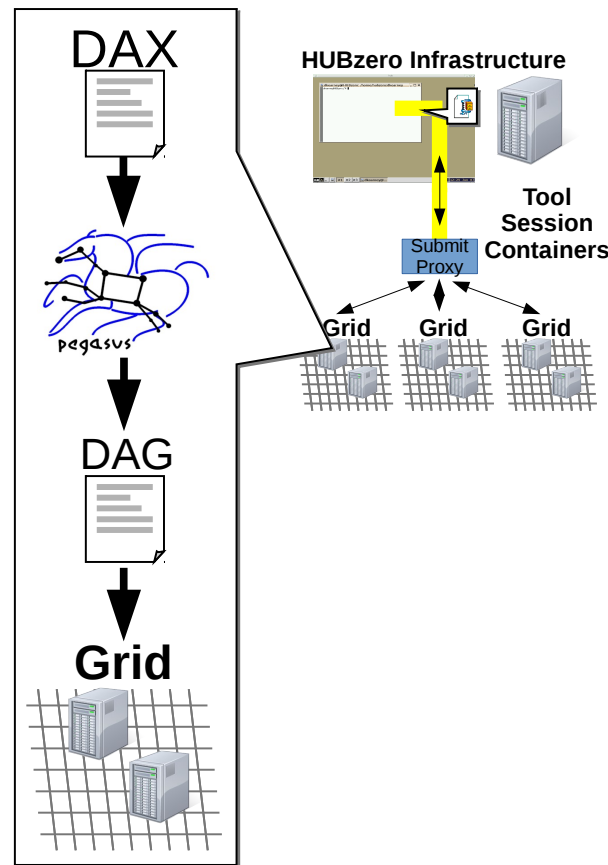 DAX
pegasus
DAG
Grid
HUBzero Infrastructure
Tool
Session
Containers
Submit
Proxy
Grid
Grid
Grid